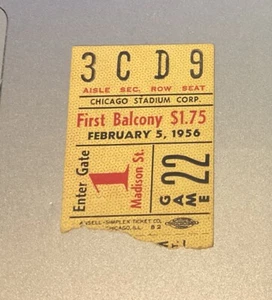 3 C D 9
AISLE SEC. ROW SEAT
CHICAGO STADIUM CORP.
First Balcony $1.75
FEBRUARY 5, 1956
Enter Gate
1
Madison St.
GAME
22
CHICAGO, ILL. 82